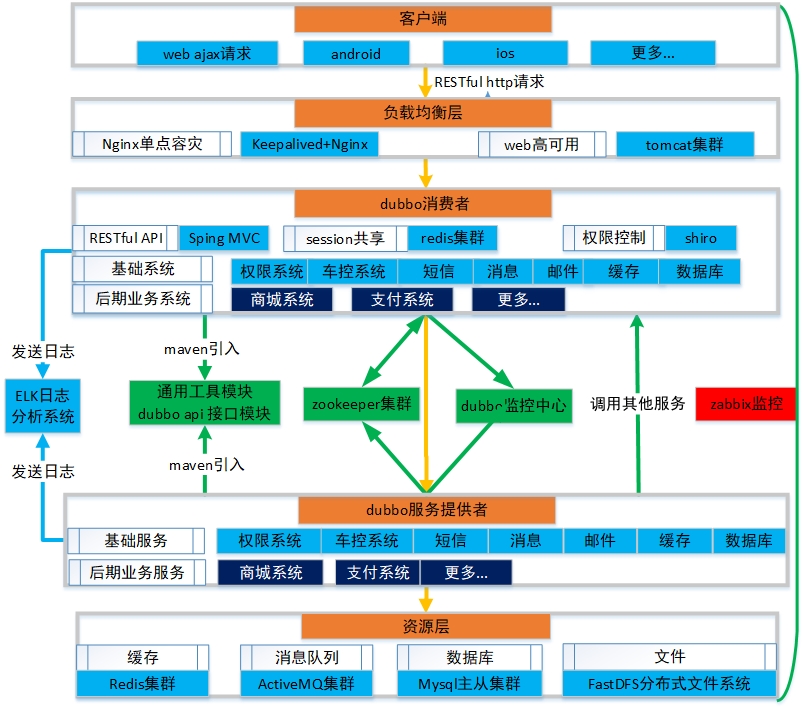 客户端
web ajax请求 android ios 更多...
RESTful http请求
负载均衡层
Nginx单点容灾 Keepalived+Nginx web高可用 tomcat集群
dubbo消费者
RESTful API Sping MVC session共享 redis集群 权限控制 shiro
基础系统 权限系统 车控系统 短信 消息 邮件 缓存 数据库
后期业务系统 商城系统 支付系统 更多...
发送日志 maven引入
ELK日志
分析系统
通用工具模块
dubbo api 接口模块
zookeeper集群 dubbo监控中心 调用其他服务 zabbix监控
发送日志 maven引入
dubbo服务提供者
基础服务 权限系统 车控系统 短信 消息 邮件 缓存 数据库
后期业务服务 商城系统 支付系统 更多...
资源层
缓存 消息队列 数据库 文件
Redis集群 ActiveMQ集群 Mysql主从集群 FastDFS分布式文件系统